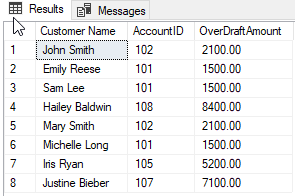 Results Messages
Customer Name AccountID OverDraftAmount
1 John Smith 102 2100.00
2 Emily Reese 101 1500.00
3 Sam Lee 101 1500.00
4 Hailey Baldwin 108 8400.00
5 Mary Smith 102 2100.00
6 Michelle Long 101 1500.00
7 Iris Ryan 105 5200.00
8 Justine Bieber 107 7100.00